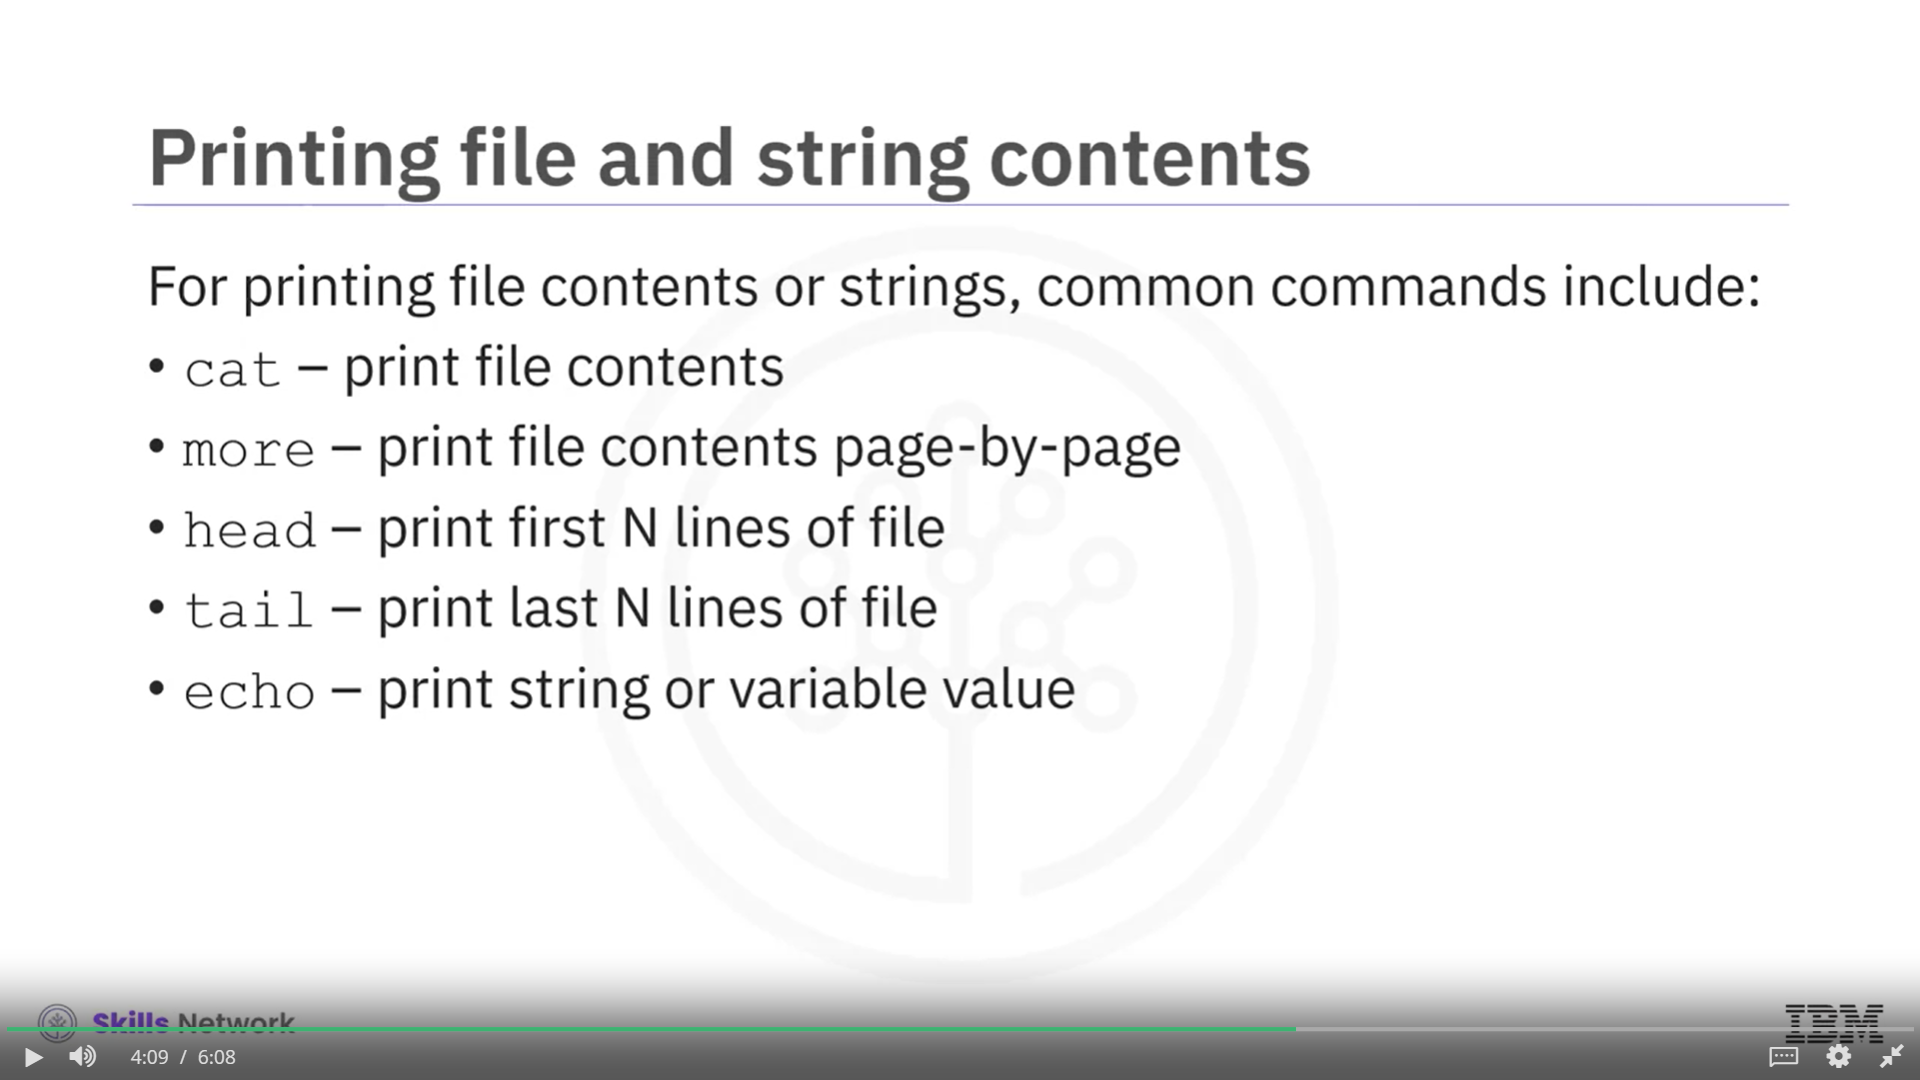 Printing file and string contents
For printing file contents or strings, common commands include:
• cat – print file contents
• more – print file contents page-by-page
• head – print first N lines of file
• tail – print last N lines of file
• echo – print string or variable value
Skills Network
IBM
4:09 / 6:08